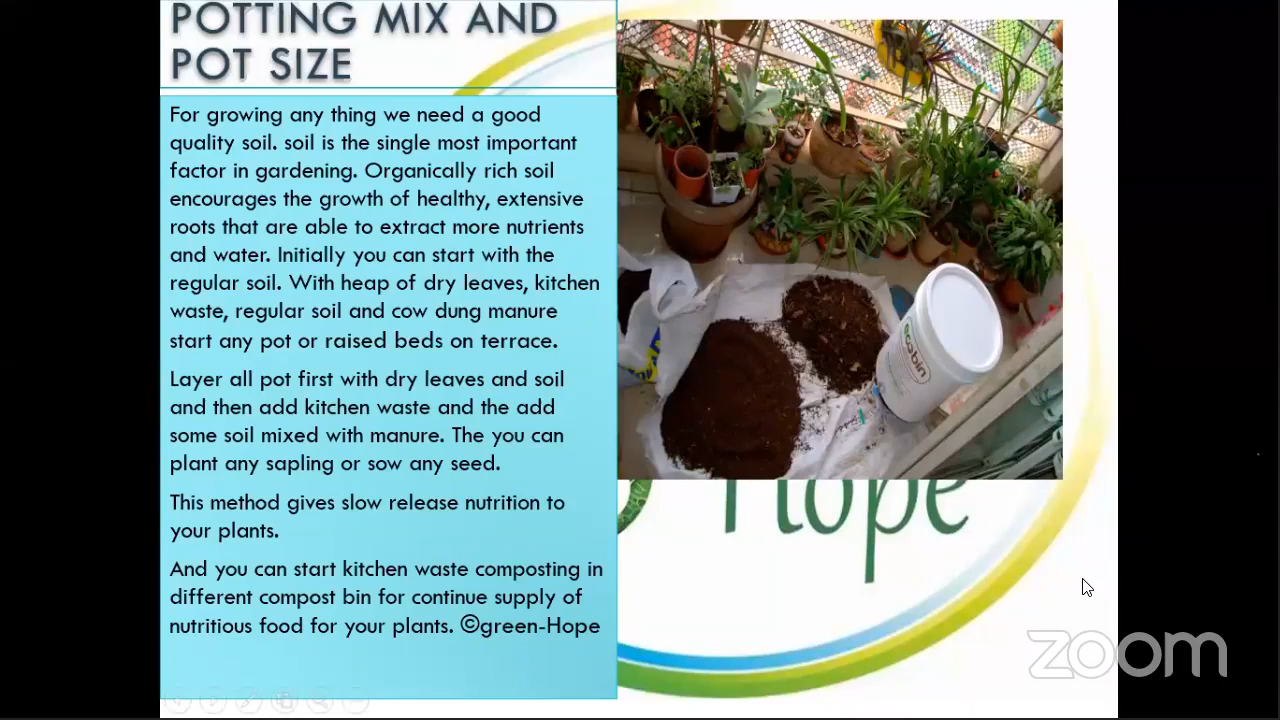 POTTING MIX AND
POT SIZE
For growing any thing we need a good
quality soil. soil is the single most important
factor in gardening. Organically rich soil
encourages the growth of healthy, extensive
roots that are able to extract more nutrients
and water. Initially you can start with the
regular soil. With heap of dry leaves, kitchen
waste, regular soil and cow dung manure
start any pot or raised beds on terrace.
Layer all pot first with dry leaves and soil
and then add kitchen waste and the add
some soil mixed with manure. The you can
plant any sapling or sow any seed.
This method gives slow release nutrition to
your plants.
And you can start kitchen waste composting in
different compost bin for continue supply of
nutritious food for your plants. ©green-Hope
ecobin
Hope
zoom